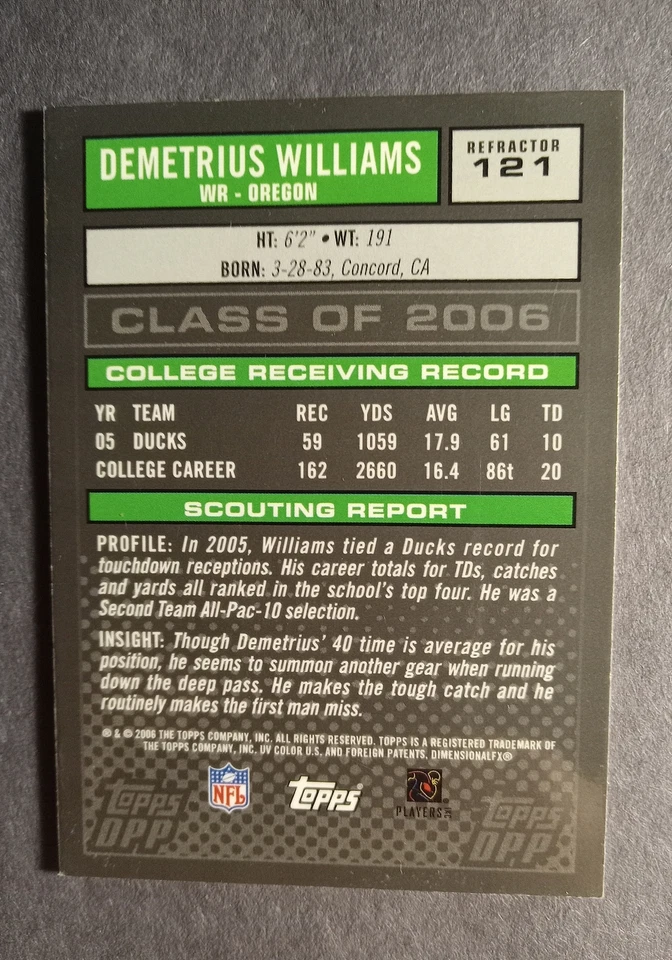 DEMETRIUS WILLIAMS
WR - OREGON
REFRACTOR
121
HT: 6'2" • WT: 191
BORN: 3-28-83, Concord, CA
CLASS OF 2006
COLLEGE RECEIVING RECORD
YR TEAM REC YDS AVG LG TD
05 DUCKS 59 1059 17.9 61 10
COLLEGE CAREER 162 2660 16.4 86t 20
SCOUTING REPORT
PROFILE: In 2005, Williams tied a Ducks record for
touchdown receptions. His career totals for TDs, catches
and yards all ranked in the school's top four. He was a
Second Team All-Pac-10 selection.
INSIGHT: Though Demetrius' 40 time is average for his
position, he seems to summon another gear when running
down the deep pass. He makes the tough catch and he
routinely makes the first man miss.
® & © 2006 THE TOPPS COMPANY, INC. ALL RIGHTS RESERVED. TOPPS IS A REGISTERED TRADEMARK OF
THE TOPPS COMPANY, INC. UV COLOR U.S. AND FOREIGN PATENTS. DIMENSIONALFX®
Topps
DPP
NFL
Topps
PLAYERS INC
Topps
DPP